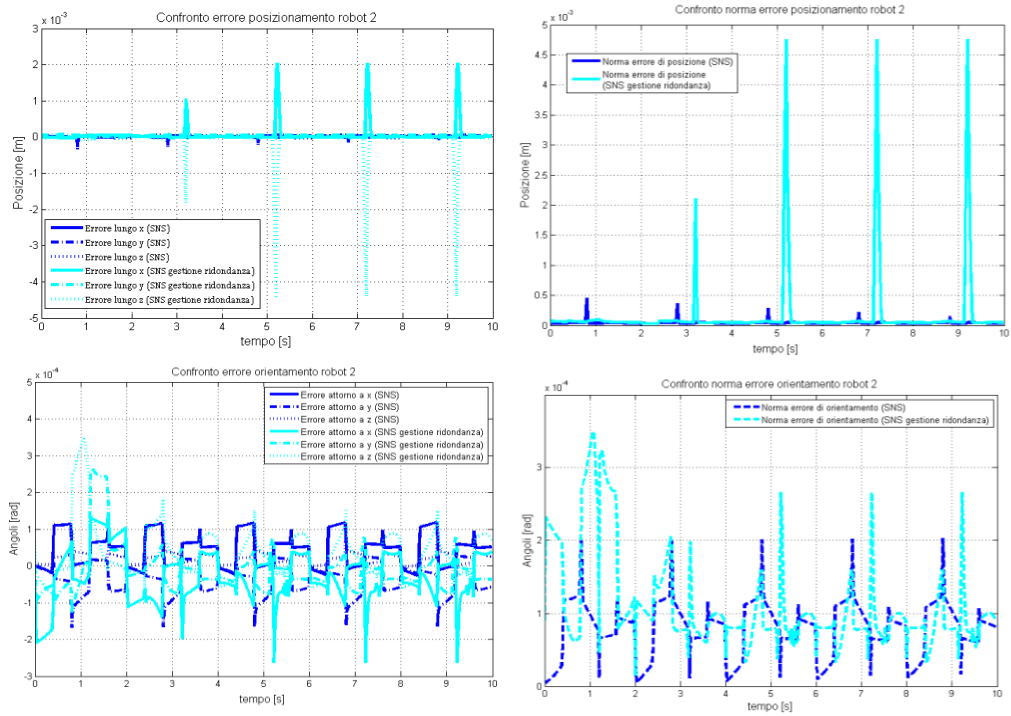 Confronto errore posizionamento robot 2
x 10⁻³
3
2
1
0
-1
-2
-3
-4
-5
Posizione [m]
Errore lungo x (SNS)
Errore lungo y (SNS)
Errore lungo z (SNS)
Errore lungo x (SNS gestione ridondanza)
Errore lungo y (SNS gestione ridondanza)
Errore lungo z (SNS gestione ridondanza)
0 1 2 3 4 5 6 7 8 9 10
tempo [s]
Confronto norma errore posizionamento robot 2
x 10⁻³
5
4.5
4
3.5
3
2.5
2
1.5
1
0.5
0
Posizione [m]
Norma errore di posizione (SNS)
Norma errore di posizione
(SNS gestione ridondanza)
0 1 2 3 4 5 6 7 8 9 10
tempo [s]
Confronto errore orientamento robot 2
x 10⁻⁴
5
4
3
2
1
0
-1
-2
-3
Angoli [rad]
Errore attorno a x (SNS)
Errore attorno a y (SNS)
Errore attorno a z (SNS)
Errore attorno a x (SNS gestione ridondanza)
Errore attorno a y (SNS gestione ridondanza)
Errore attorno a z (SNS gestione ridondanza)
0 1 2 3 4 5 6 7 8 9 10
tempo [s]
Confronto norma errore orientamento robot 2
x 10⁻⁴
4
3
2
1
0
Angoli [rad]
Norma errore di orientamento (SNS)
Norma errore di orientamento (SNS gestione ridondanza)
0 1 2 3 4 5 6 7 8 9 10
tempo [s]